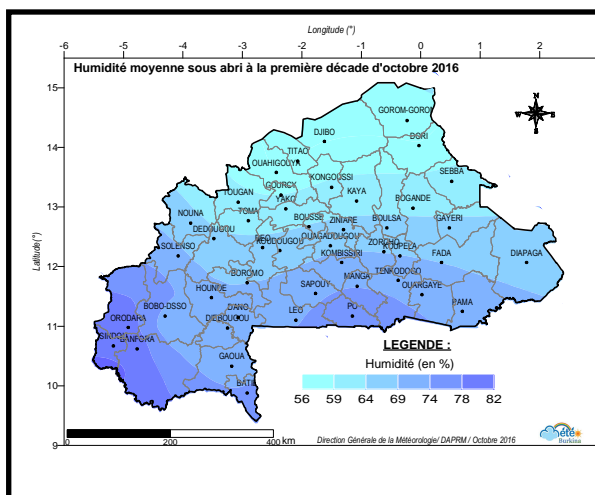 Longitude (°)
-6 -5 -4 -3 -2 -1 0 1 2
Humidité moyenne sous abri à la première décade d'octobre 2016
15
14
13
12
11
10
9
Latitude(°)
N
W E
S
GOROM-GOROM
DJIBO
DORI
TITAO
OUAHIGOUYA
SEBBA
KONGOUSSI
GOURCY
KAYA
TOUGAN
YAKO
BOGANDE
NOUNA
TOMA
BOUSSE
ZINIARE
BOULSA
GAYERI
DEDOUGOU
OUAGADOUGOU
KOUDOUGOU
SOLENSO
KOMBISSIRI
ZORGHO
KOUPELA
FADA
DIAPAGA
BOROMO
MANGA
TENKODOGO
HOUNDE
SAPOUY
OUARGAYE
BOBO-DSSO
DANO
LEO
PO
PAMA
ORODARA
DIEBOUGOU
SINDOU
BANFORA
GAOUA
BATIE
LEGENDE :
Humidité (en %)
56 59 64 69 74 78 82
0 200 400
km
Direction Générale de la Météorologie/ DAPRM / Octobre 2016
Météo
Burkina